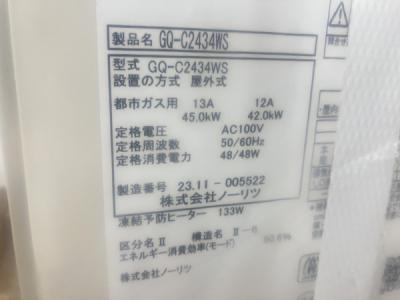 製品名 GQ-C2434WS
型式 GQ-C2434WS
設置の方式 屋外式
都市ガス用 13A 12A
45.0kW 42.0kW
定格電圧 AC100V
定格周波数 50/60Hz
定格消費電力 48/48W
製造番号 23.11-005522
株式会社ノーリツ
凍結予防ヒーター 133W
区分名Ⅱ 構造名 Ⅱ-6
エネルギー消費効率(モード) 80.6%
株式会社ノーリツ